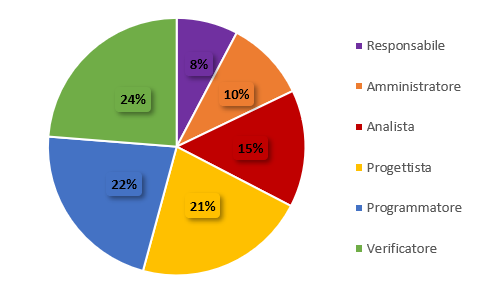 8%
10%
15%
21%
22%
24%
Responsabile
Amministratore
Analista
Progettista
Programmatore
Verificatore